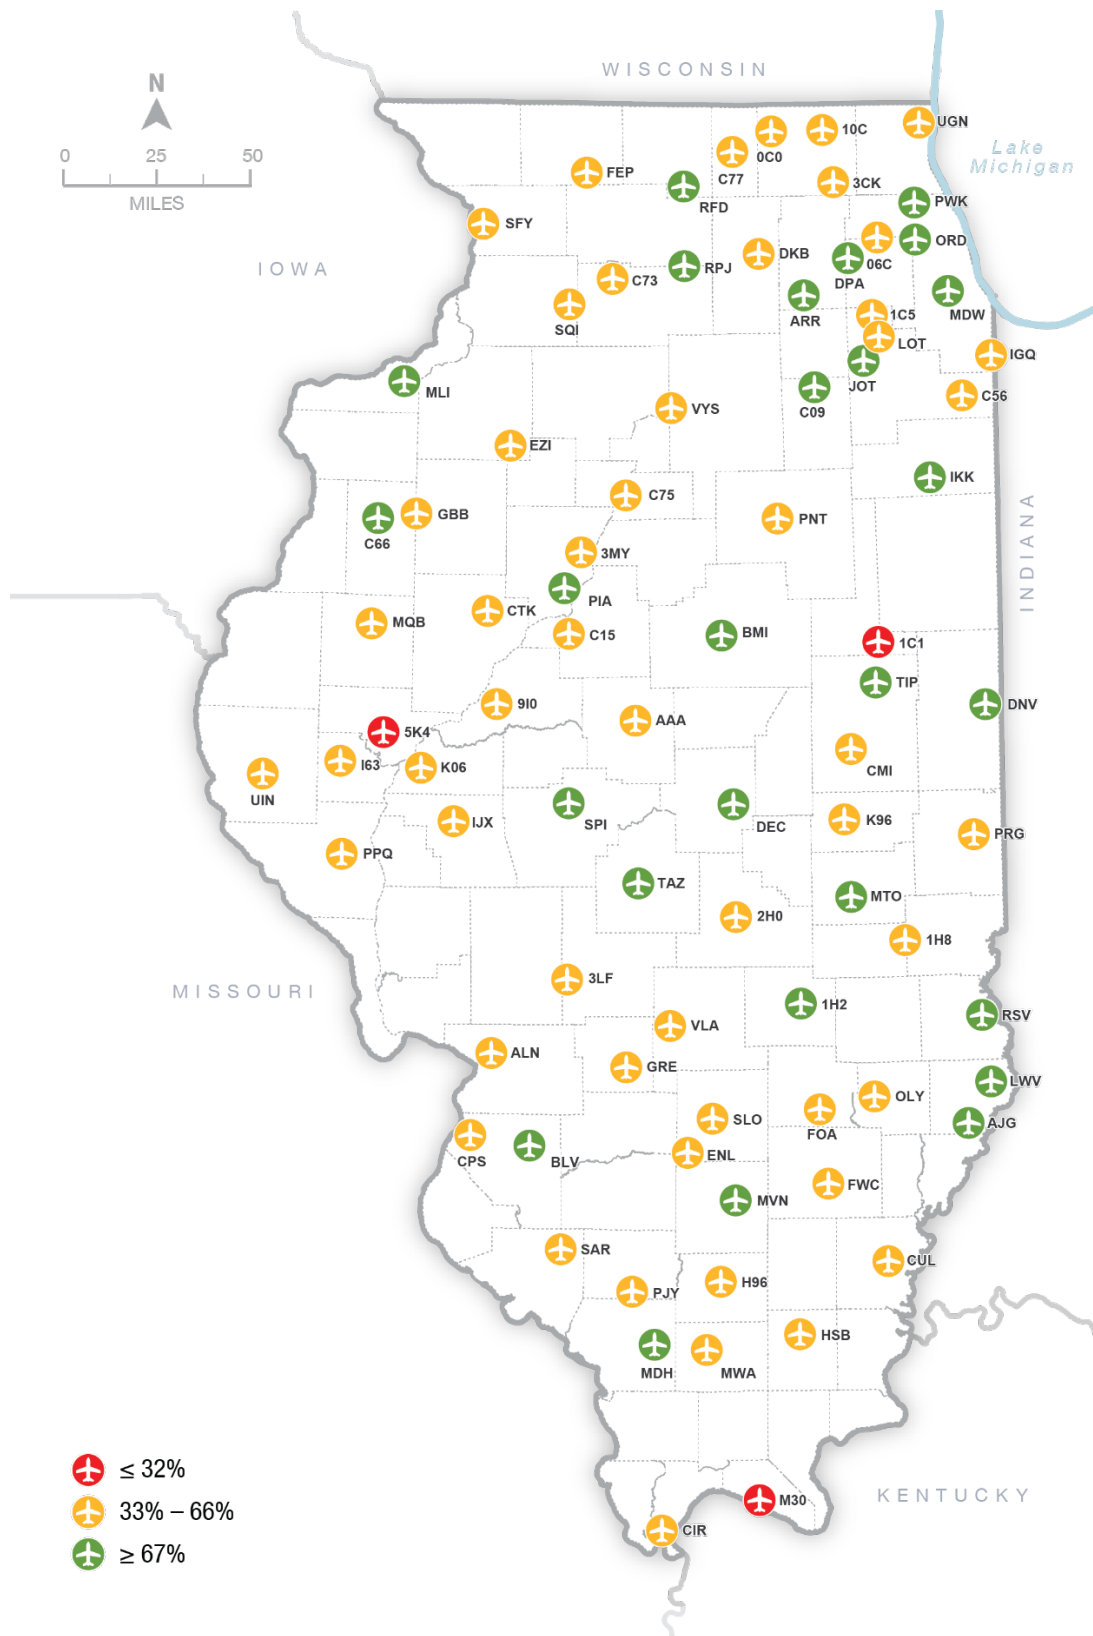 WISCONSIN
N
0 25 50
MILES
Lake
Michigan
UGN
10C
0C0
C77
FEP
3CK
RFD
PWK
SFY
ORD
IOWA
DKB
06C
RPJ
DPA
C73
MDW
ARR
1C5
SQI
LOT
IGQ
JOT
MLI
C09
C56
VYS
EZI
IKK
C75
GBB
PNT
C66
INDIANA
3MY
PIA
CTK
MQB
BMI
C15
1C1
TIP
9I0
DNV
AAA
5K4
I63
K06
CMI
UIN
SPI
DEC
IJX
K96
PRG
PPQ
TAZ
MTO
2H0
1H8
3LF
MISSOURI
1H2
RSV
VLA
ALN
GRE
LWV
OLY
SLO
FOA
AJG
CPS
BLV
ENL
FWC
MVN
SAR
CUL
H96
PJY
HSB
MDH
MWA
≤ 32%
33% – 66%
≥ 67%
KENTUCKY
M30
CIR